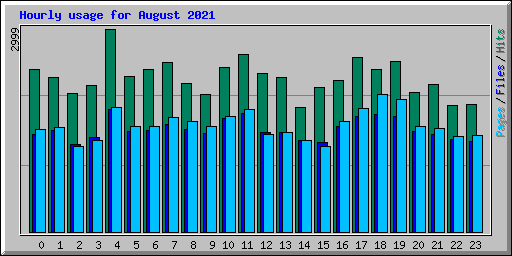 Hourly usage for August 2021
2999
Pages / Files / Hits
0 1 2 3 4 5 6 7 8 9 10 11 12 13 14 15 16 17 18 19 20 21 22 23